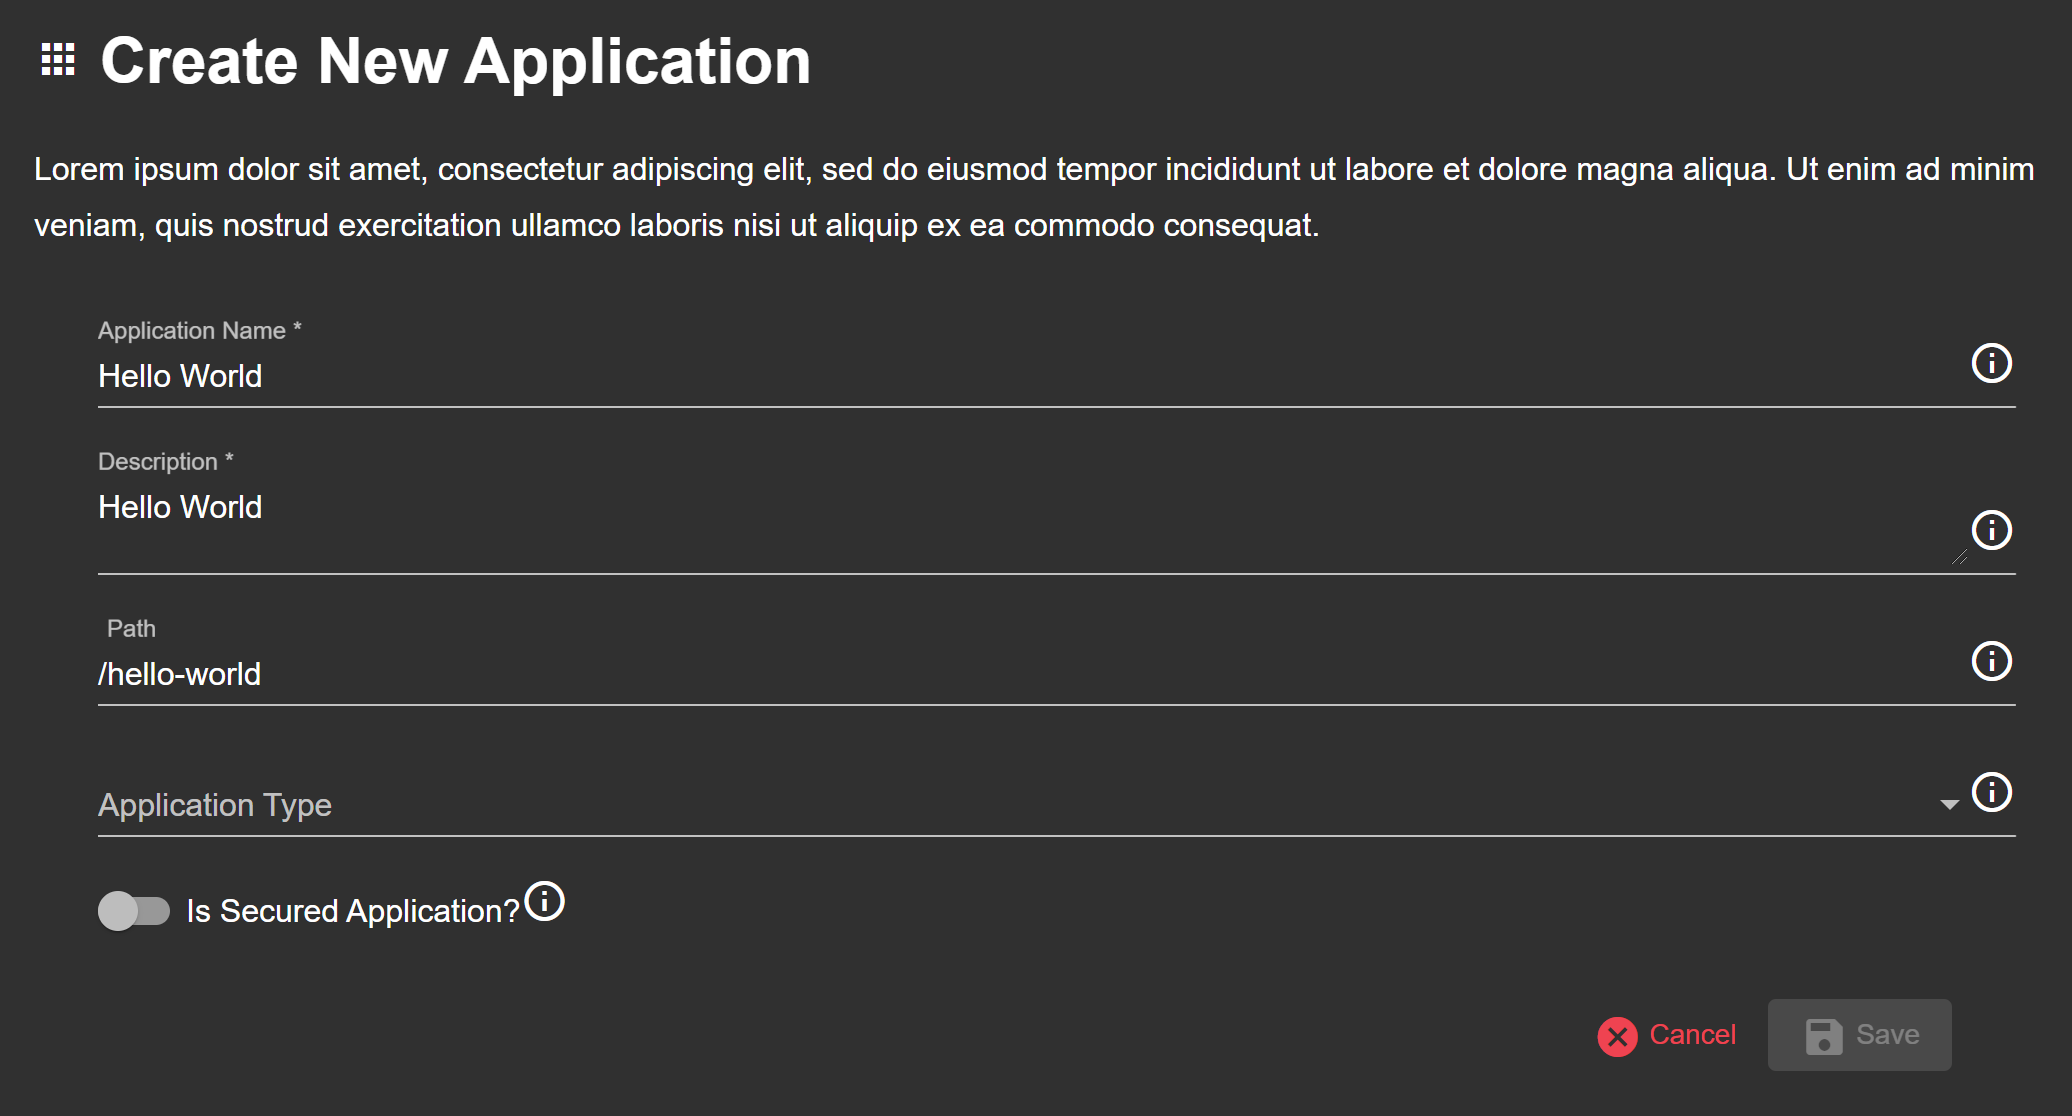 Create New Application
Lorem ipsum dolor sit amet, consectetur adipiscing elit, sed do eiusmod tempor incididunt ut labore et dolore magna aliqua. Ut enim ad minim
veniam, quis nostrud exercitation ullamco laboris nisi ut aliquip ex ea commodo consequat.
Application Name *
Hello World
Description *
Hello World
Path
/hello-world
Application Type
Is Secured Application?
Cancel
Save